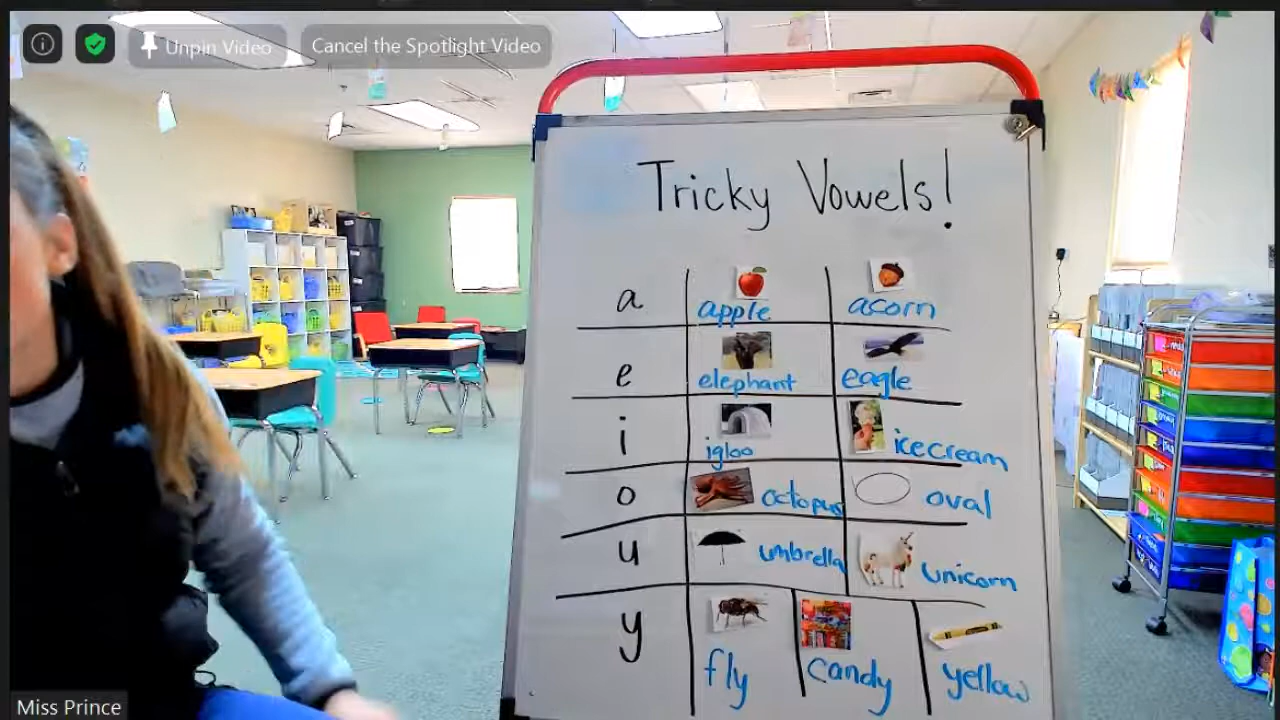 Unpin Video
Cancel the Spotlight Video
Tricky Vowels!
a apple acorn
e elephant eagle
i igloo icecream
o octopus oval
u umbrella unicorn
y fly candy yellow
Miss Prince